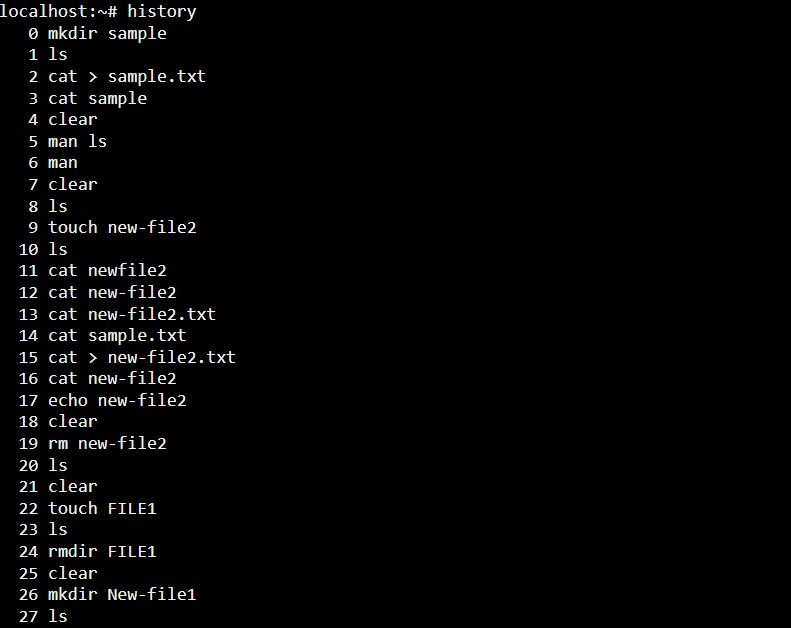 localhost:~# history
0 mkdir sample
1 ls
2 cat > sample.txt
3 cat sample
4 clear
5 man ls
6 man
7 clear
8 ls
9 touch new-file2
10 ls
11 cat newfile2
12 cat new-file2
13 cat new-file2.txt
14 cat sample.txt
15 cat > new-file2.txt
16 cat new-file2
17 echo new-file2
18 clear
19 rm new-file2
20 ls
21 clear
22 touch FILE1
23 ls
24 rmdir FILE1
25 clear
26 mkdir New-file1
27 ls